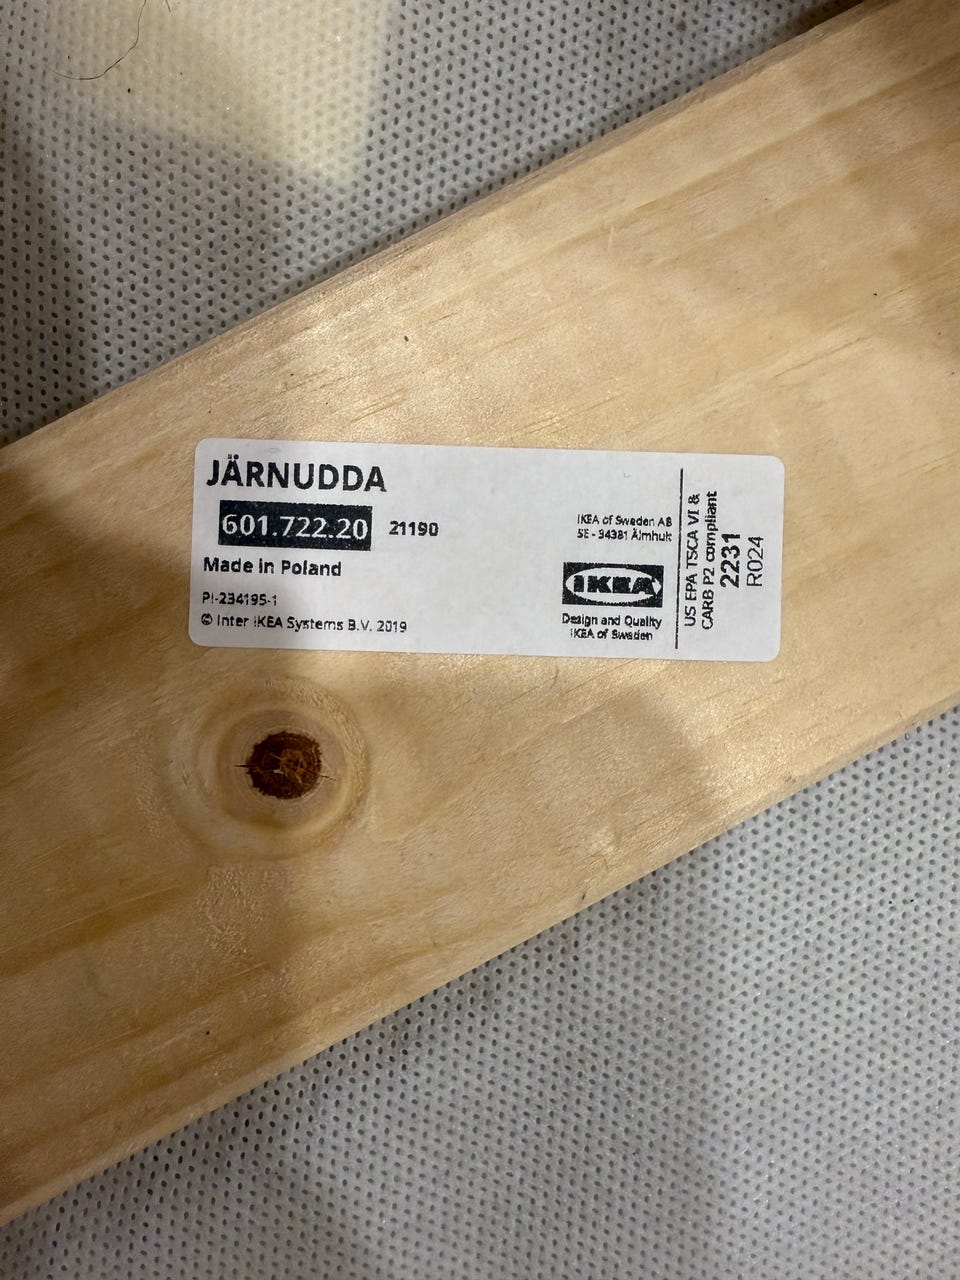 JÄRNUDDA
601.722.20 21190
Made in Poland
PI-234195-1
© Inter IKEA Systems B.V. 2019
IKEA of Sweden AB
SE - 34381 Älmhult
IKEA
Design and Quality
IKEA of Sweden
US EPA TSCA VI &
CARB P2 compliant
2231
R024